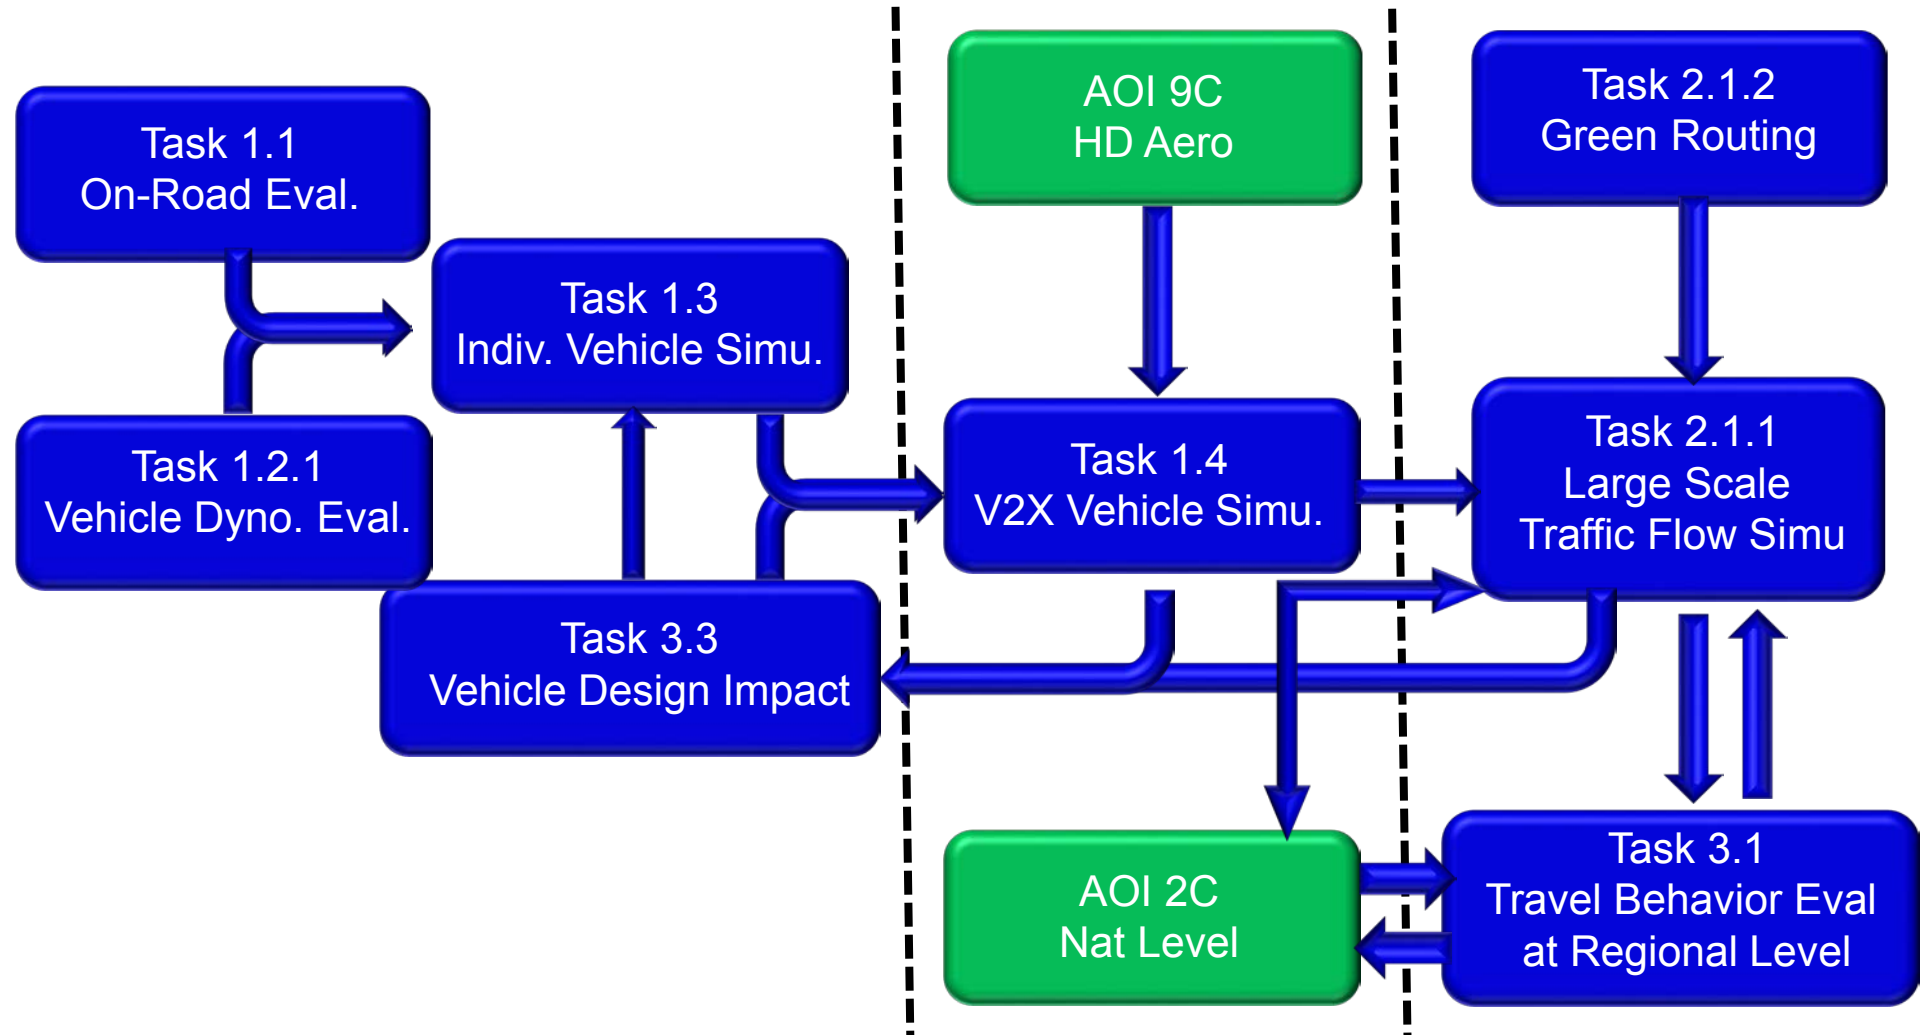 Task 1.1
On-Road Eval.
Task 1.2.1
Vehicle Dyno. Eval.
Task 1.3
Indiv. Vehicle Simu.
Task 3.3
Vehicle Design Impact
AOI 9C
HD Aero
Task 1.4
V2X Vehicle Simu.
AOI 2C
Nat Level
Task 2.1.2
Green Routing
Task 2.1.1
Large Scale
Traffic Flow Simu
Task 3.1
Travel Behavior Eval
at Regional Level